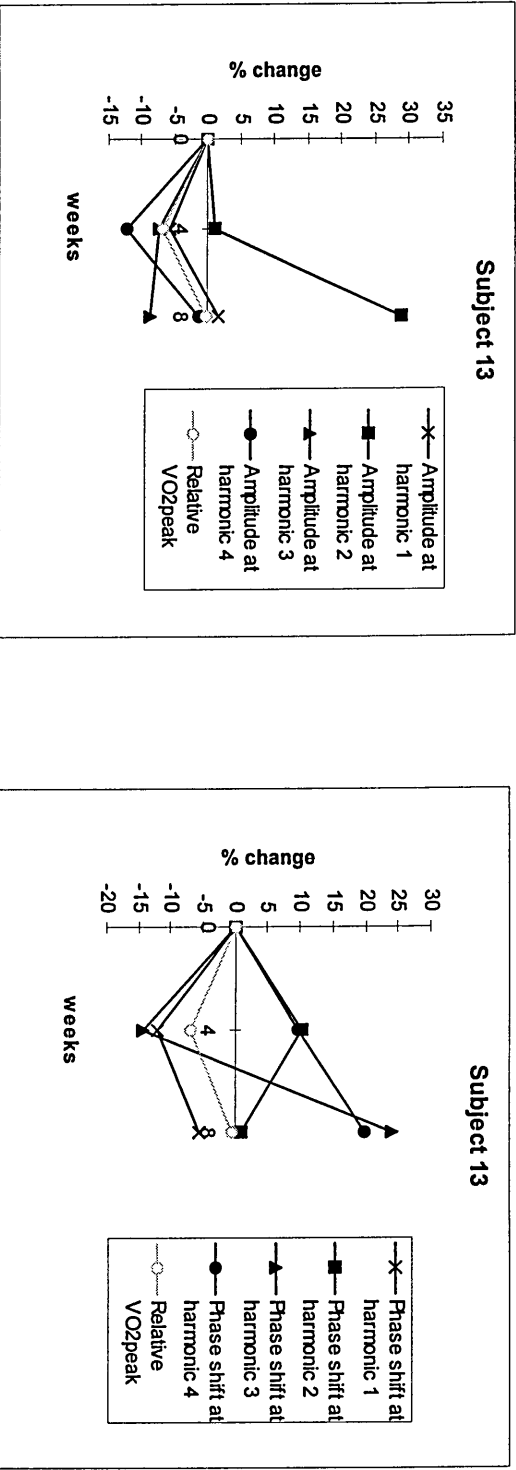 Subject 13
% change
35
30
25
20
15
10
5
0
-5
-10
-15
0
4
8
weeks
Amplitude at
harmonic 1
Amplitude at
harmonic 2
Amplitude at
harmonic 3
Amplitude at
harmonic 4
Relative
VO2peak
Subject 13
% change
30
25
20
15
10
5
0
-5
-10
-15
-20
0
4
8
weeks
Phase shift at
harmonic 1
Phase shift at
harmonic 2
Phase shift at
harmonic 3
Phase shift at
harmonic 4
Relative
VO2peak